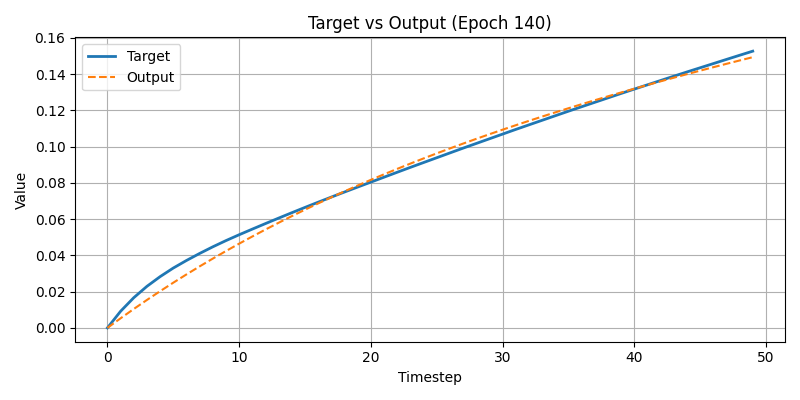 Target vs Output (Epoch 140)
Target
Output
0.16
0.14
0.12
0.10
0.08
0.06
0.04
0.02
0.00
Value
0 10 20 30 40 50
Timestep